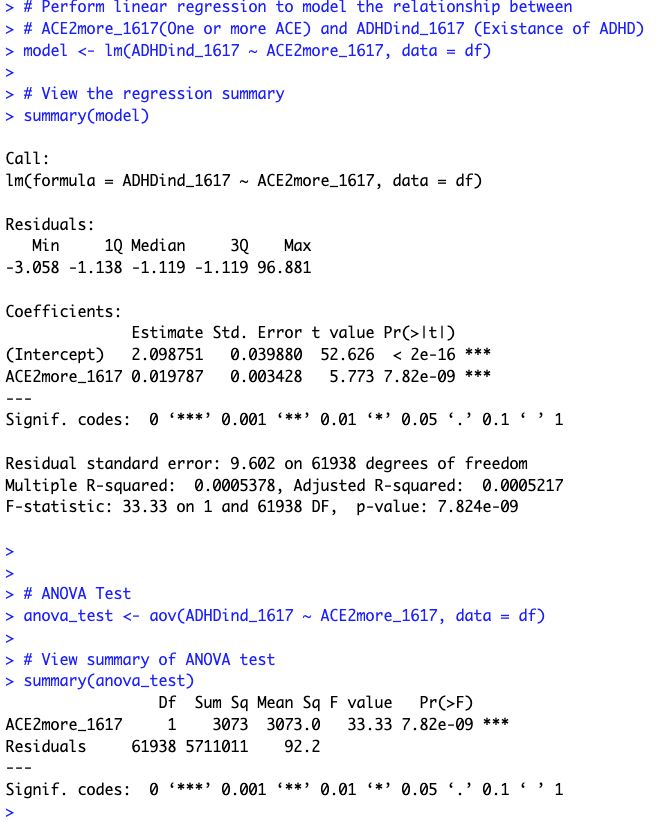 > # Perform linear regression to model the relationship between
> # ACE2more_1617(One or more ACE) and ADHDind_1617 (Existance of ADHD)
> model <- lm(ADHDind_1617 ~ ACE2more_1617, data = df)
>
> # View the regression summary
> summary(model)

Call:
lm(formula = ADHDind_1617 ~ ACE2more_1617, data = df)

Residuals:
   Min     1Q Median     3Q    Max
-3.058 -1.138 -1.119 -1.119 96.881

Coefficients:
              Estimate Std. Error t value Pr(>|t|)
(Intercept)   2.098751   0.039880  52.626  < 2e-16 ***
ACE2more_1617 0.019787   0.003428   5.773 7.82e-09 ***
---
Signif. codes:  0 ‘***’ 0.001 ‘**’ 0.01 ‘*’ 0.05 ‘.’ 0.1 ‘ ’ 1

Residual standard error: 9.602 on 61938 degrees of freedom
Multiple R-squared:  0.0005378, Adjusted R-squared:  0.0005217
F-statistic: 33.33 on 1 and 61938 DF,  p-value: 7.824e-09

>
>
> # ANOVA Test
> anova_test <- aov(ADHDind_1617 ~ ACE2more_1617, data = df)
>
> # View summary of ANOVA test
> summary(anova_test)
                 Df  Sum Sq Mean Sq F value   Pr(>F)
ACE2more_1617     1    3073  3073.0   33.33 7.82e-09 ***
Residuals     61938 5711011    92.2
---
Signif. codes:  0 ‘***’ 0.001 ‘**’ 0.01 ‘*’ 0.05 ‘.’ 0.1 ‘ ’ 1
>